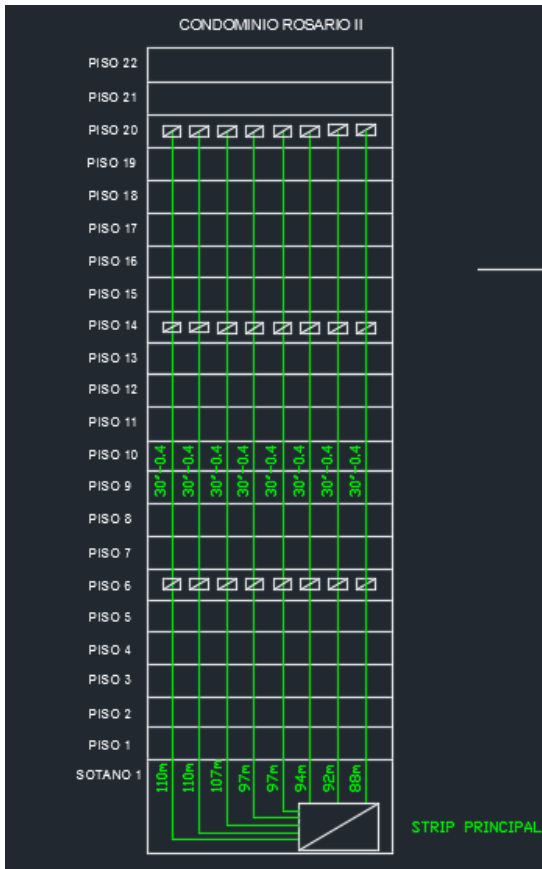 CONDOMINIO ROSARIO II
PISO 22
PISO 21
PISO 20
PISO 19
PISO 18
PISO 17
PISO 16
PISO 15
PISO 14
PISO 13
PISO 12
PISO 11
PISO 10
PISO 9
30"-0.4
30"-0.4
30"-0.4
30"-0.4
30"-0.4
30"-0.4
30"-0.4
30"-0.4
PISO 8
PISO 7
PISO 6
PISO 5
PISO 4
PISO 3
PISO 2
PISO 1
SOTANO 1
110m
110m
107m
97m
97m
94m
92m
88m
STRIP PRINCIPAL